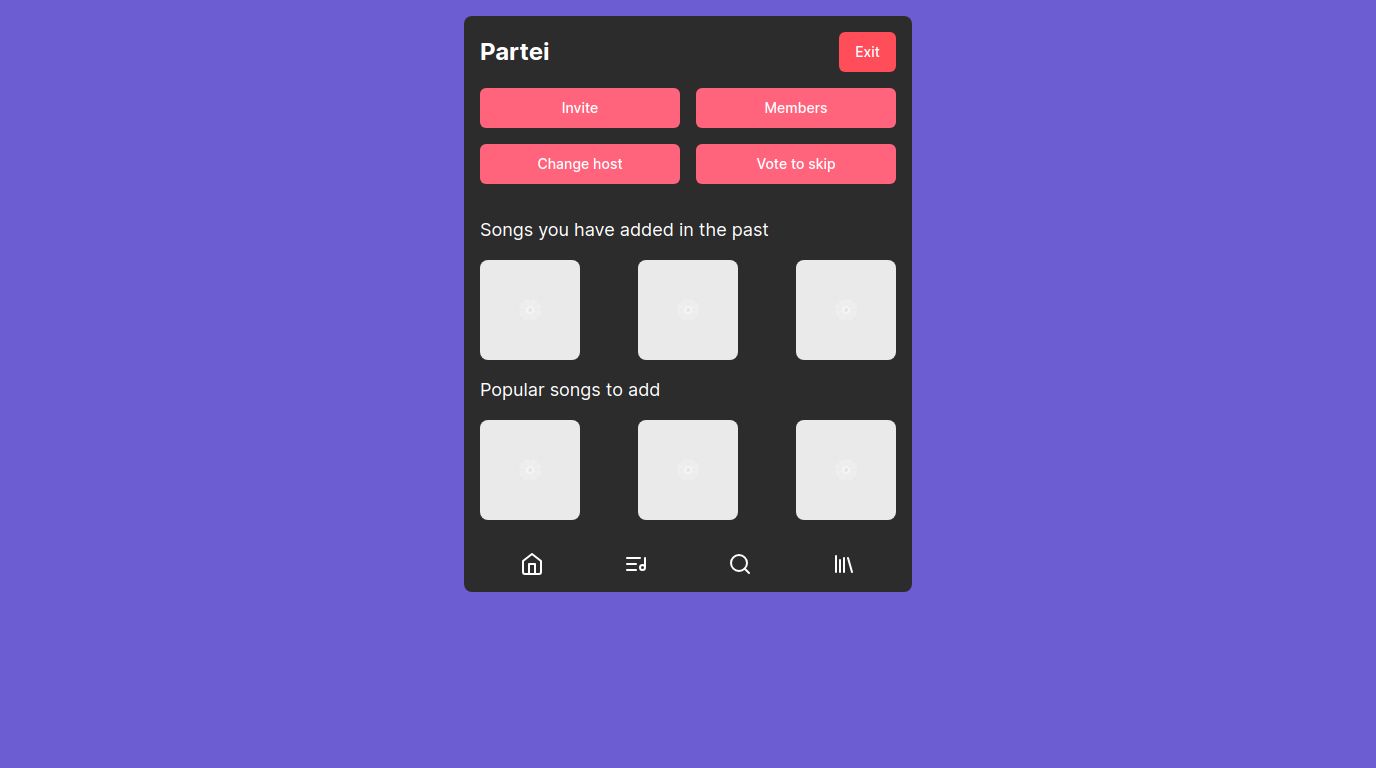 Partei
Exit
Invite
Members
Change host
Vote to skip
Songs you have added in the past
Popular songs to add